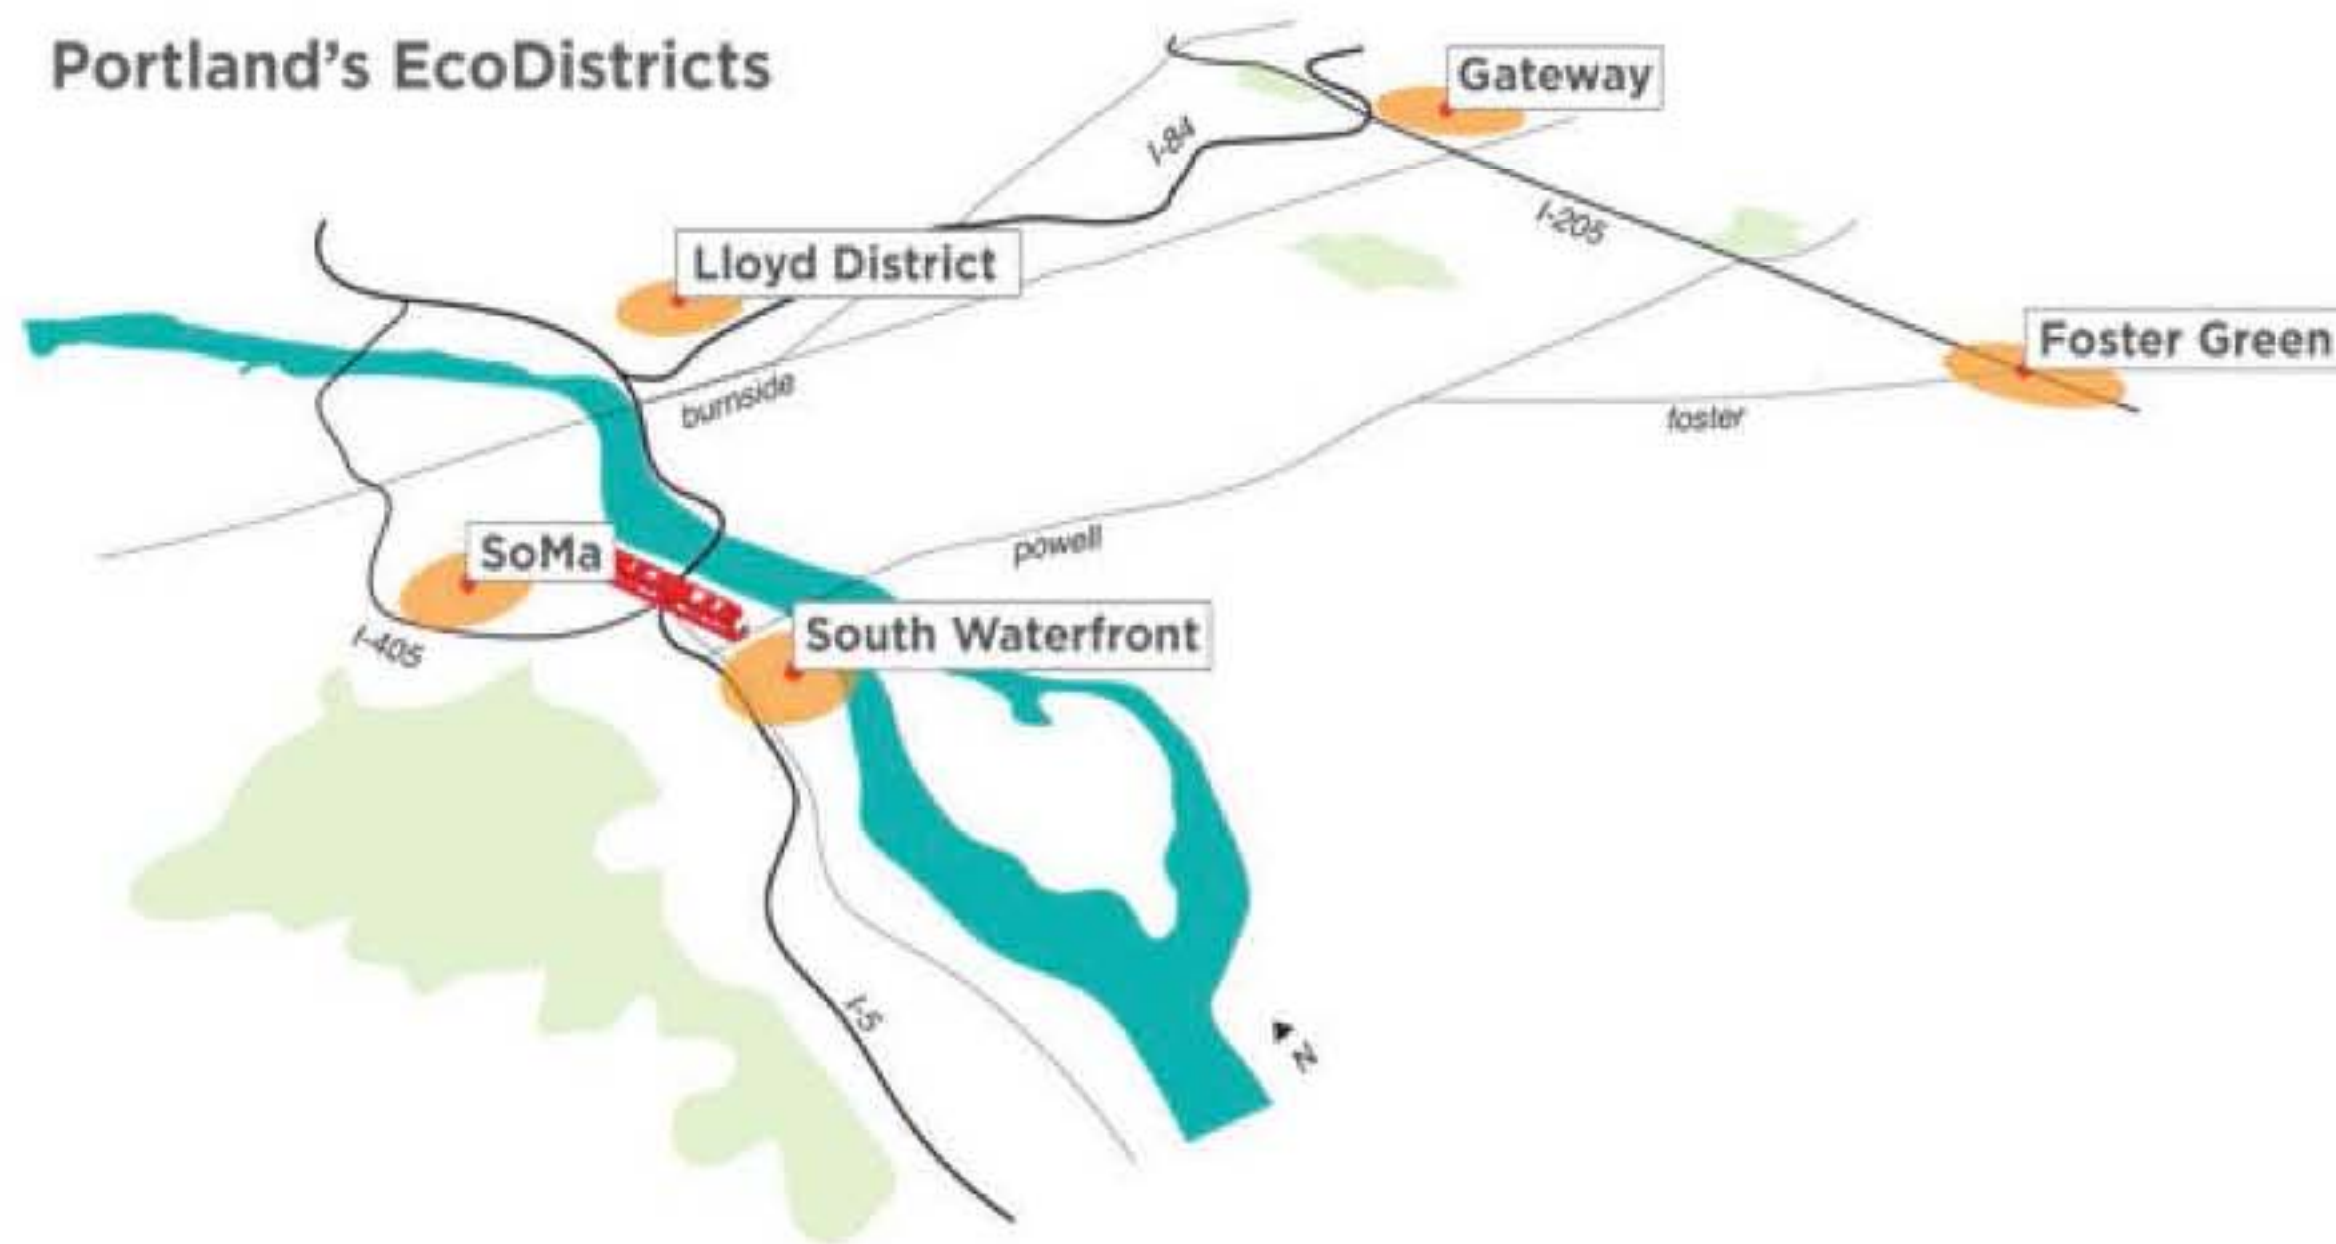 Portland's EcoDistricts
Gateway
I-84
I-205
Lloyd District
Foster Green
burnside
foster
SoMa
powell
South Waterfront
I-405
I-5
N